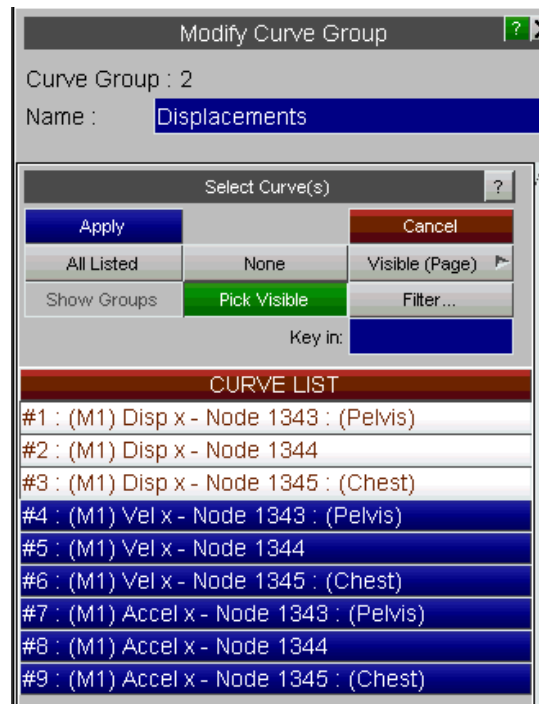 Modify Curve Group ?
Curve Group : 2
Name : Displacements
Select Curve(s) ?
Apply Cancel
All Listed None Visible (Page)
Show Groups Pick Visible Filter...
Key in:
CURVE LIST
#1 : (M1) Disp x - Node 1343 : (Pelvis)
#2 : (M1) Disp x - Node 1344
#3 : (M1) Disp x - Node 1345 : (Chest)
#4 : (M1) Vel x - Node 1343 : (Pelvis)
#5 : (M1) Vel x - Node 1344
#6 : (M1) Vel x - Node 1345 : (Chest)
#7 : (M1) Accel x - Node 1343 : (Pelvis)
#8 : (M1) Accel x - Node 1344
#9 : (M1) Accel x - Node 1345 : (Chest)